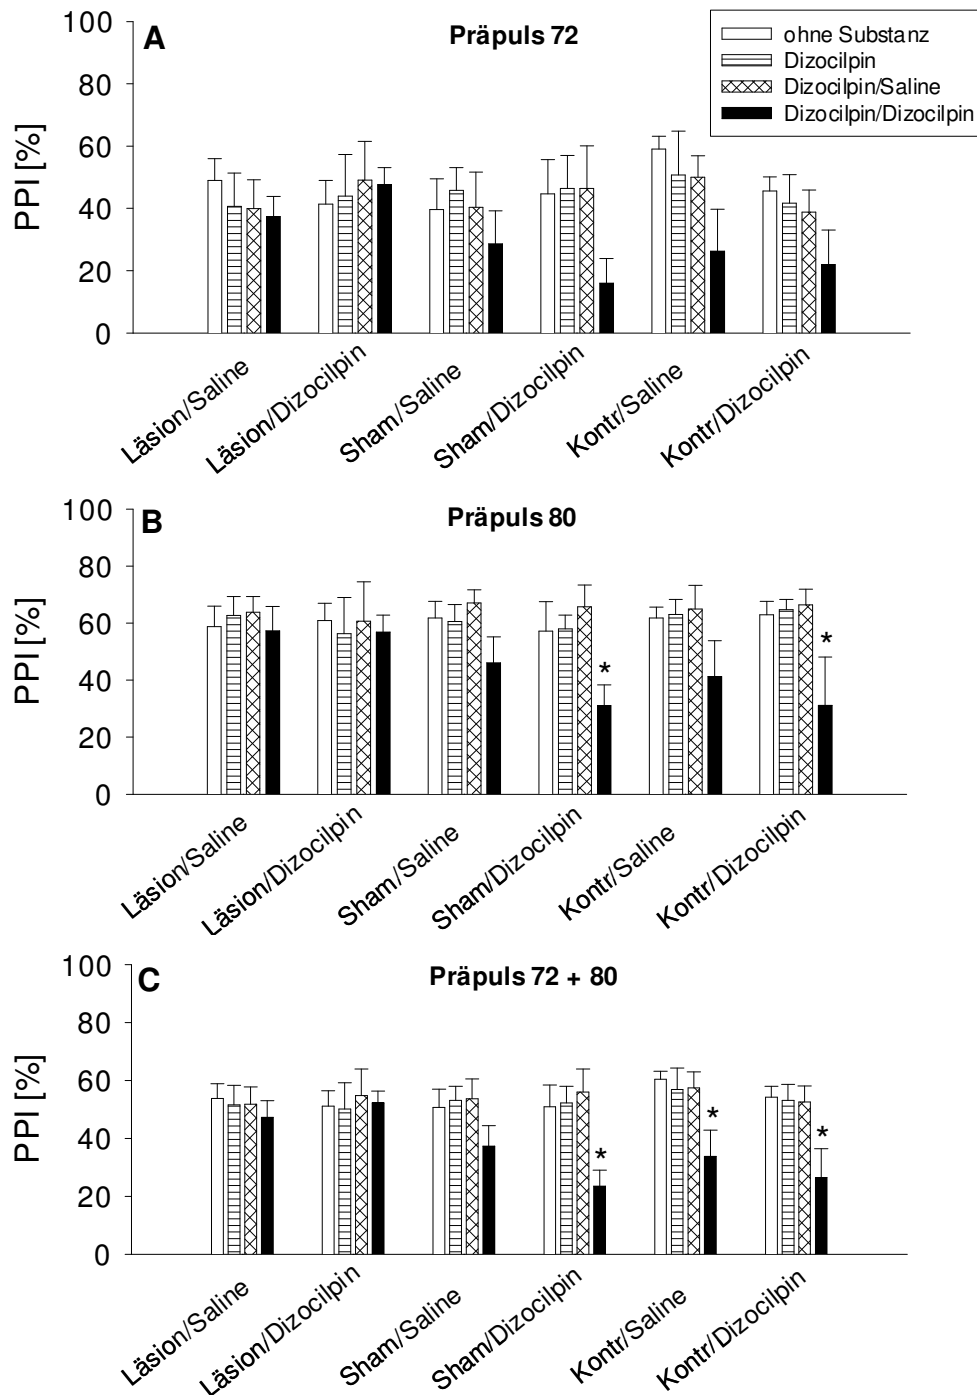 A
Präpuls 72
ohne Substanz
Dizocilpin
Dizocilpin/Saline
Dizocilpin/Dizocilpin
PPI [%]
100
80
60
40
20
0
Läsion/Saline
Läsion/Dizocilpin
Sham/Saline
Sham/Dizocilpin
Kontr/Saline
Kontr/Dizocilpin
B
Präpuls 80
PPI [%]
100
80
60
40
20
0
*
*
Läsion/Saline
Läsion/Dizocilpin
Sham/Saline
Sham/Dizocilpin
Kontr/Saline
Kontr/Dizocilpin
C
Präpuls 72 + 80
PPI [%]
100
80
60
40
20
0
*
*
*
Läsion/Saline
Läsion/Dizocilpin
Sham/Saline
Sham/Dizocilpin
Kontr/Saline
Kontr/Dizocilpin